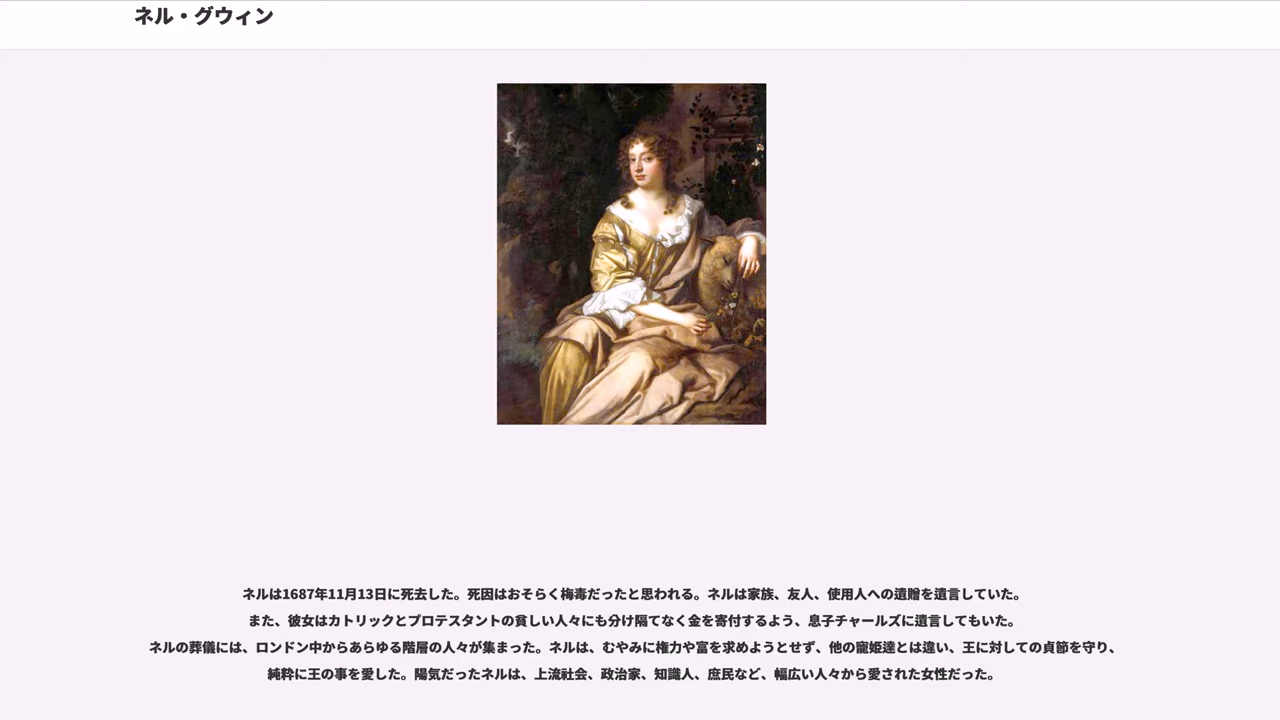 ネル・グウィン
ネルは1687年11月13日に死去した。死因はおそらく梅毒だったと思われる。ネルは家族、友人、使用人への遺贈を遺言していた。
また、彼女はカトリックとプロテスタントの貧しい人々にも分け隔てなく金を寄付するよう、息子チャールズに遺言してもいた。
ネルの葬儀には、ロンドン中からあらゆる階層の人々が集まった。ネルは、むやみに権力や富を求めようとせず、他の寵姫達とは違い、王に対しての貞節を守り、
純粋に王の事を愛した。陽気だったネルは、上流社会、政治家、知識人、庶民など、幅広い人々から愛された女性だった。